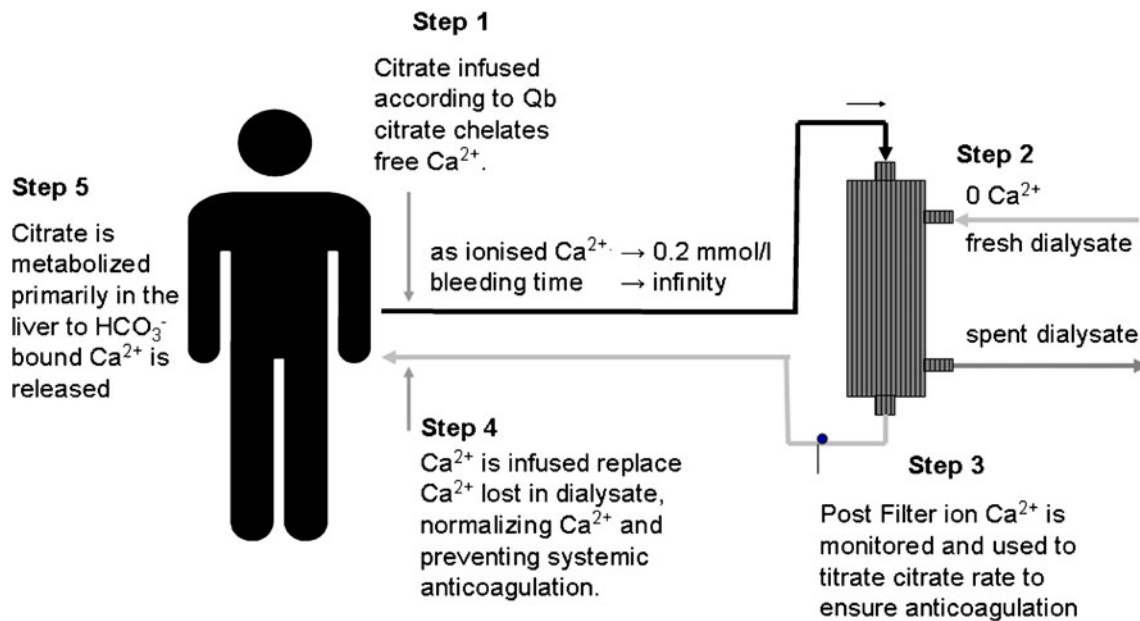 Step 1
Citrate infused
according to Qb
citrate chelates
free Ca²⁺.
Step 2
0 Ca²⁺
fresh dialysate
Step 5
Citrate is
metabolized
primarily in the
liver to HCO₃⁻
bound Ca²⁺ is
released
as ionised Ca²⁺. → 0.2 mmol/l
bleeding time → infinity
spent dialysate
Step 4
Ca²⁺ is infused replace
Ca²⁺ lost in dialysate,
normalizing Ca²⁺ and
preventing systemic
anticoagulation.
Step 3
Post Filter ion Ca²⁺ is
monitored and used to
titrate citrate rate to
ensure anticoagulation